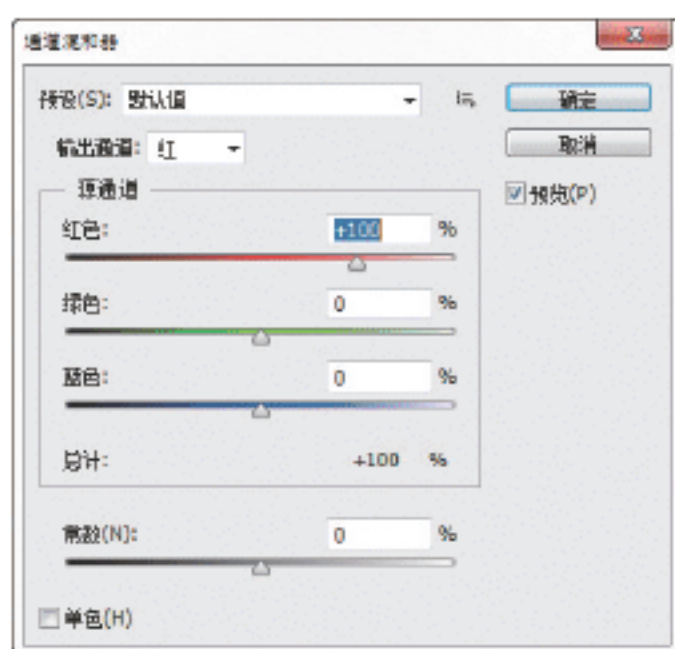 通道混和器
预设(S): 默认值
确定
输出通道: 红
取消
源通道
预览(P)
红色: +100 %
绿色: 0 %
蓝色: 0 %
总计: +100 %
常数(N): 0 %
单色(H)